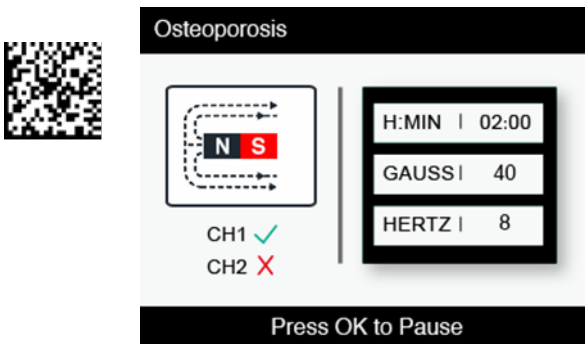 Osteoporosis
N S
CH1
CH2
H:MIN | 02:00
GAUSS | 40
HERTZ | 8
Press OK to Pause